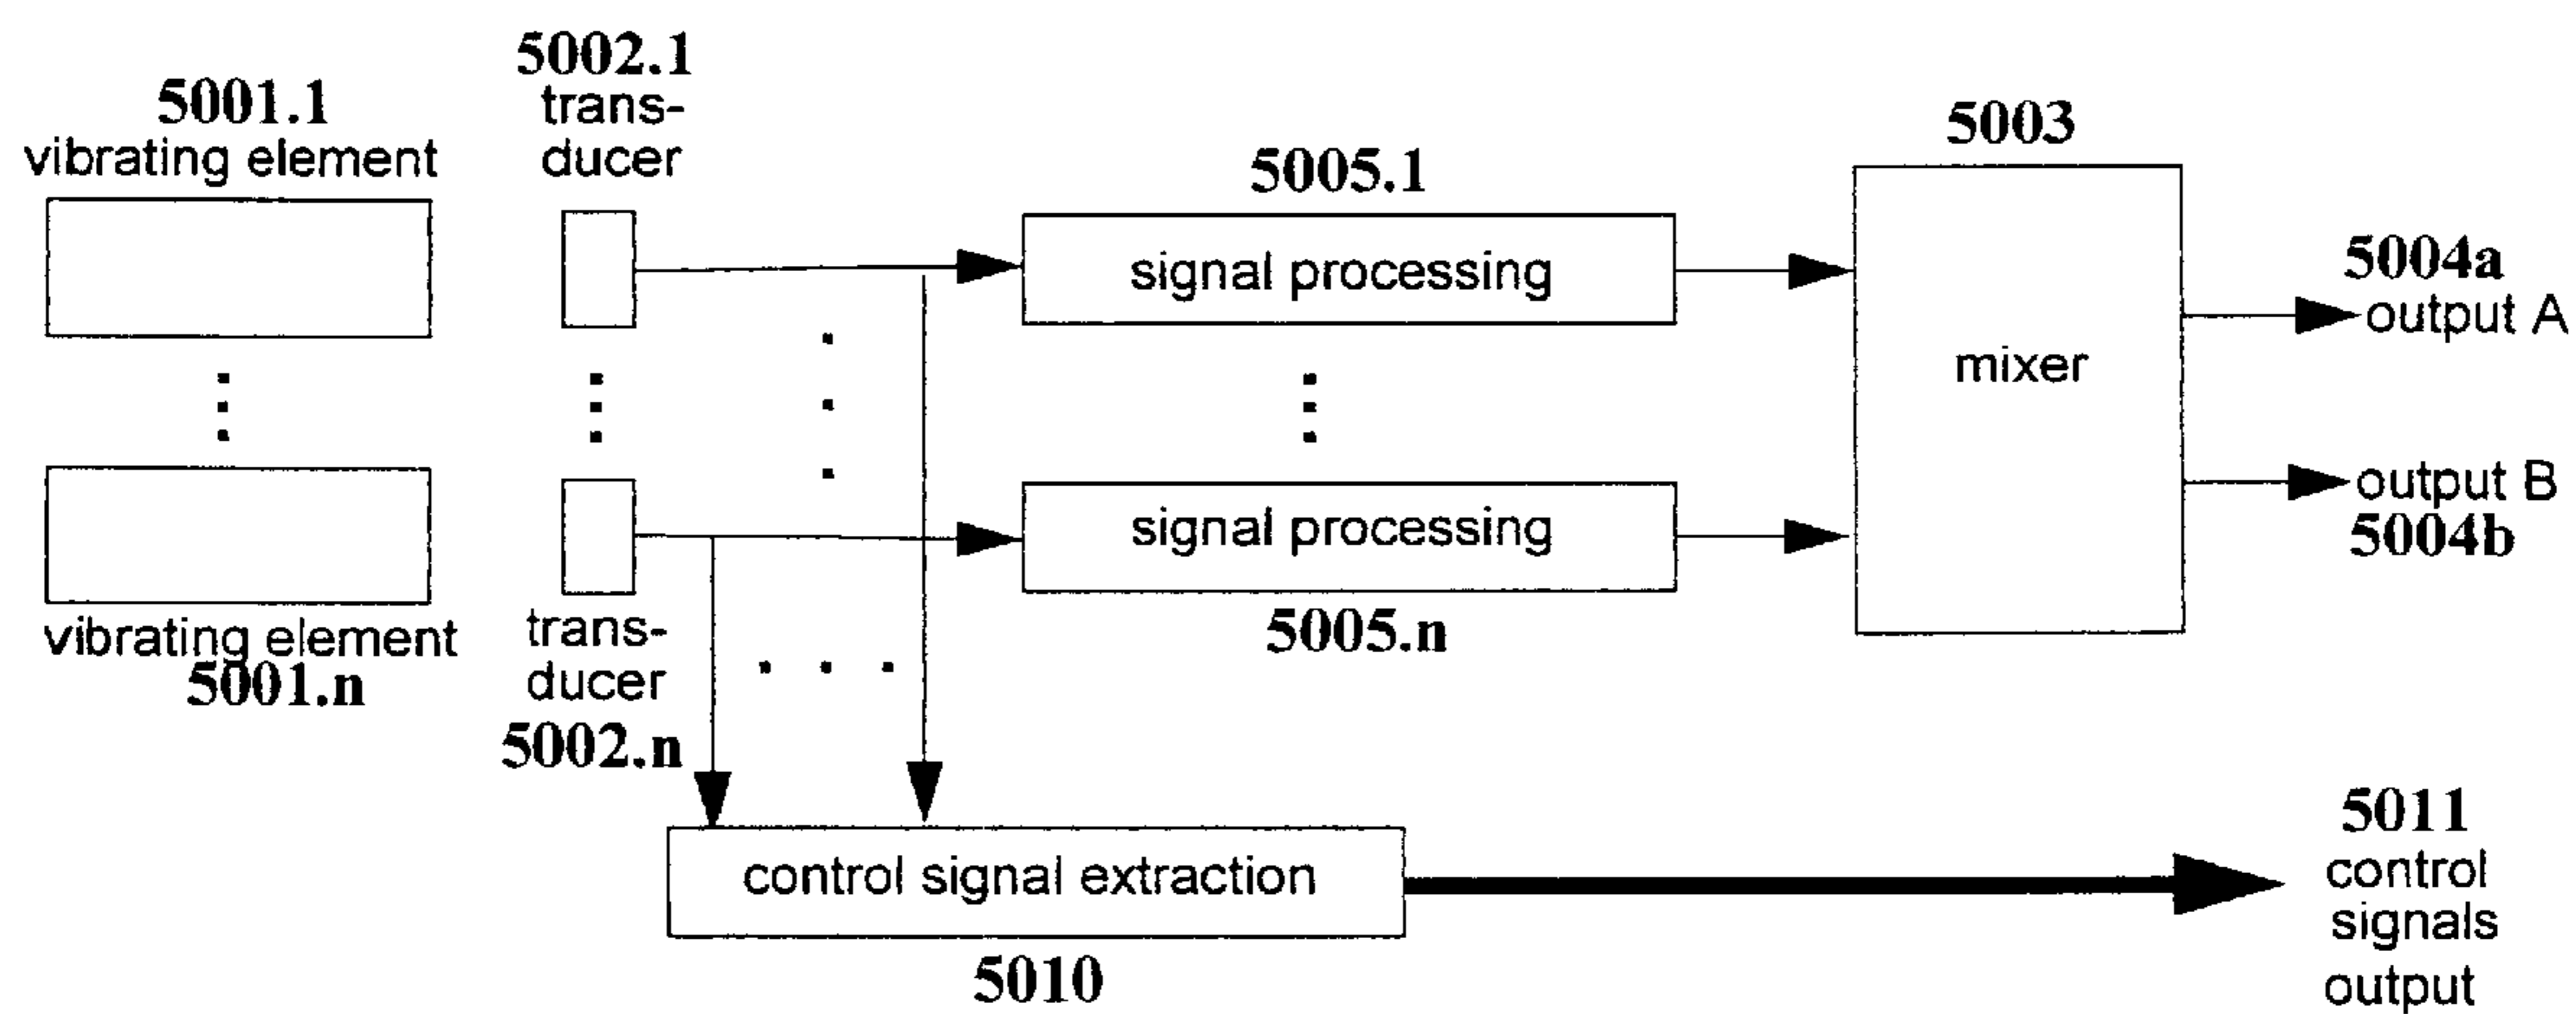 5001.1
vibrating element
5002.1
trans-
ducer
5005.1
signal processing
5003
mixer
5004a
output A
output B
5004b
signal processing
5005.n
vibrating element
5001.n
trans-
ducer
5002.n
control signal extraction
5010
5011
control
signals
output